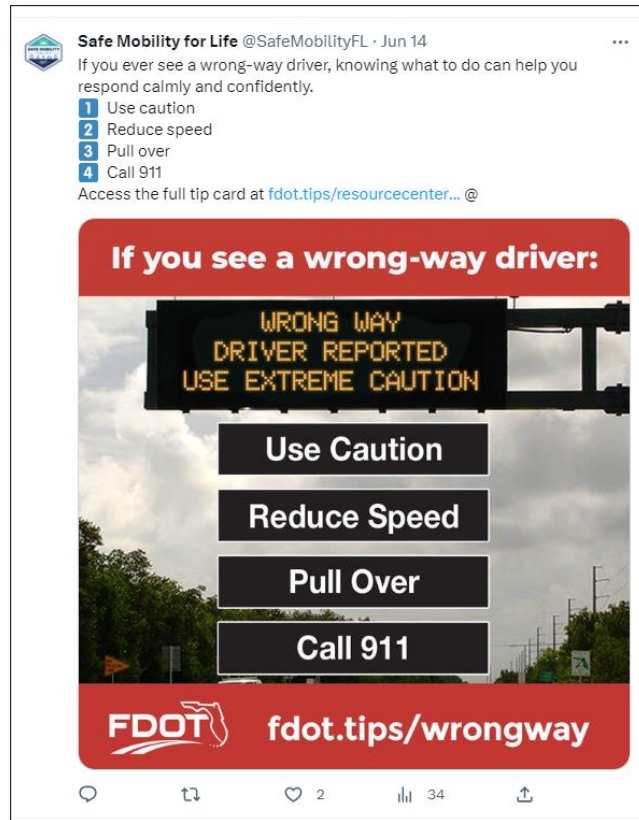 Safe Mobility for Life @SafeMobilityFL · Jun 14
If you ever see a wrong-way driver, knowing what to do can help you
respond calmly and confidently.
1 Use caution
2 Reduce speed
3 Pull over
4 Call 911
Access the full tip card at fdot.tips/resourcecenter... @
If you see a wrong-way driver:
WRONG WAY
DRIVER REPORTED
USE EXTREME CAUTION
Use Caution
Reduce Speed
Pull Over
Call 911
FDOT fdot.tips/wrongway
2 34